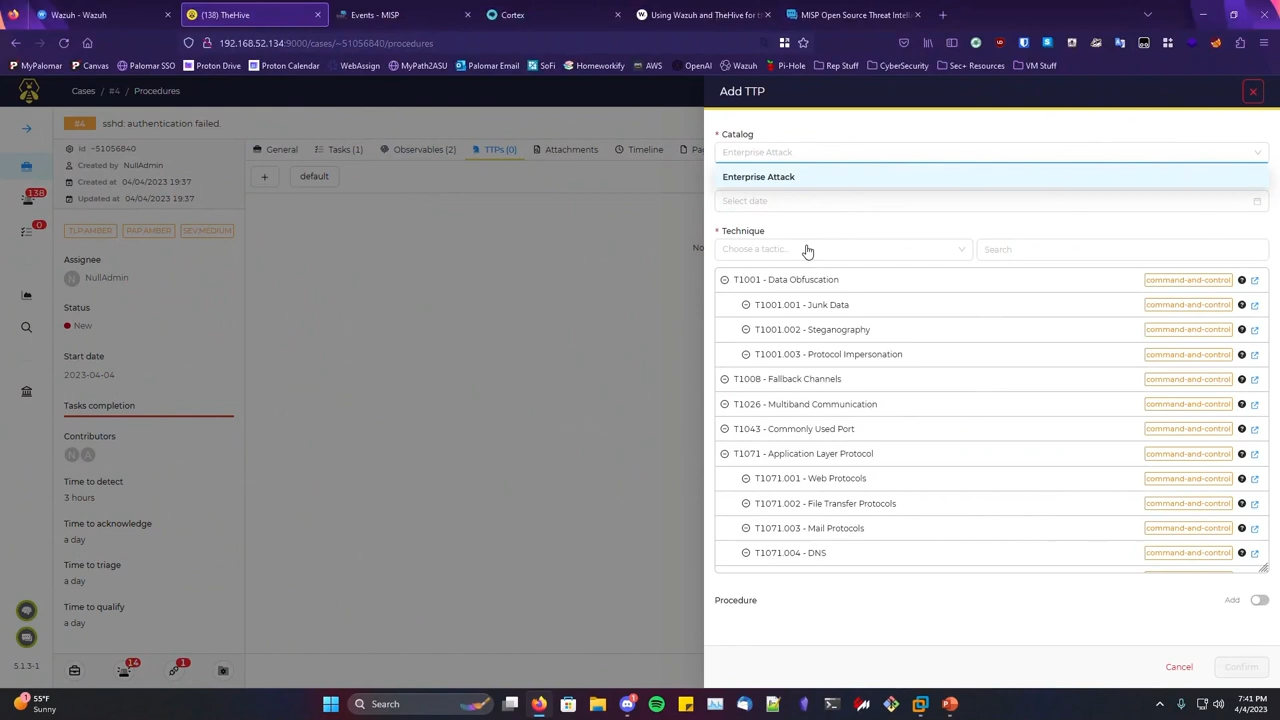 Wazuh
(138) TheHive
Events - MISP
Cortex
Using Wazuh and TheHive for
MISP Open Source Threat Inte
192.168.52.134:9000/cases/~51056840/procedures
MyPalomar
Canvas
Palomar SSO
Proton Drive
Proton Calendar
WebAssign
MyPath2ASU
Palomar Email
SoFi
Homeworkify
AWS
OpenAI
Wazuh
Pi-Hole
Rep Stuff
CyberSecurity
Sec+ Resources
VM Stuff
Cases / #4 / Procedures
Add TTP
#4 sshd: authentication failed.
id ~51056840
Created by NullAdmin
Created at 04/04/2023 19:37
Updated at 04/04/2023 19:37
TLP:AMBER PAP:AMBER SEV:MEDIUM
Assignee
N NullAdmin
Status
New
Start date
2023-04-04
Tasks completion
Contributors
N A
Time to detect
3 hours
Time to acknowledge
a day
Time to triage
a day
Time to qualify
a day
138
0
5.1.3-1
14
1
General
Tasks (1)
Observables (2)
TTPs (0)
Attachments
Timeline
Pa
+ default
No
* Catalog
Enterprise Attack
Enterprise Attack
Select date
* Technique
Choose a tactic...
Search
T1001 - Data Obfuscation command-and-control
T1001.001 - Junk Data command-and-control
T1001.002 - Steganography command-and-control
T1001.003 - Protocol Impersonation command-and-control
T1008 - Fallback Channels command-and-control
T1026 - Multiband Communication command-and-control
T1043 - Commonly Used Port command-and-control
T1071 - Application Layer Protocol command-and-control
T1071.001 - Web Protocols command-and-control
T1071.002 - File Transfer Protocols command-and-control
T1071.003 - Mail Protocols command-and-control
T1071.004 - DNS command-and-control
Procedure
Add
Cancel
Confirm
55°F
Sunny
Search
7:41 PM
4/4/2023